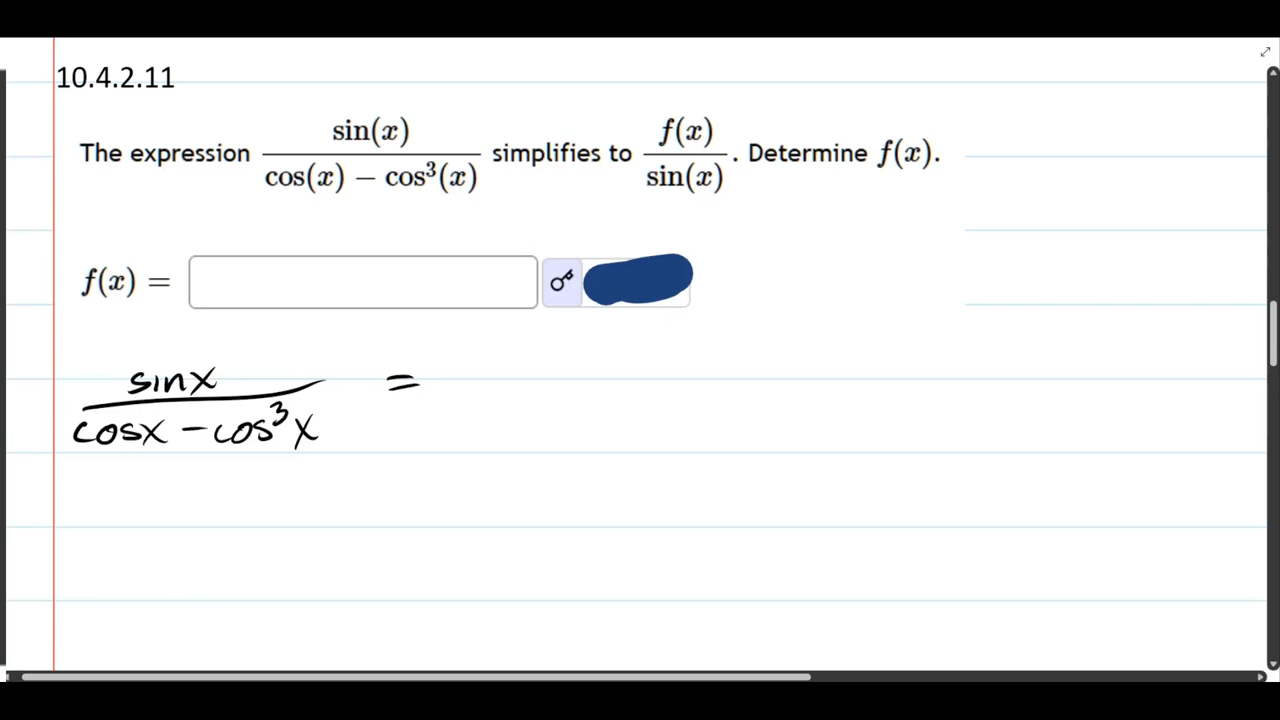 10.4.2.11
The expression sin(x) / (cos(x) − cos³(x)) simplifies to f(x) / sin(x). Determine f(x).
f(x) =
sinx / (cosx − cos³x) =